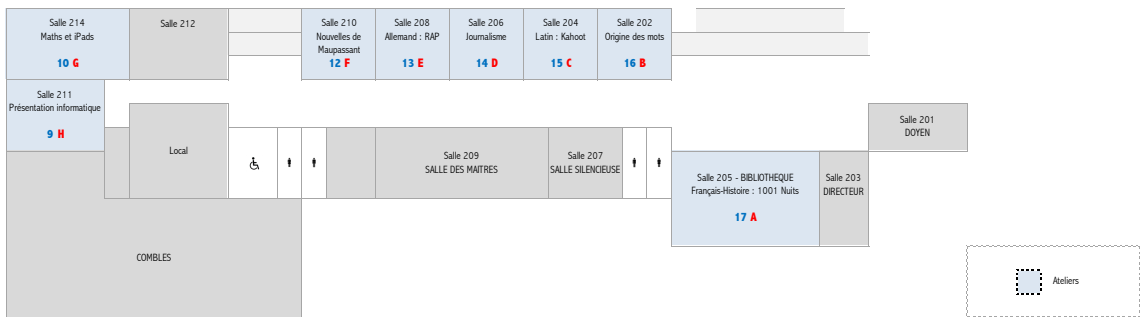 Salle 214
Maths et iPads
10 G
Salle 212
Salle 210
Nouvelles de
Maupassant
12 F
Salle 208
Allemand : RAP
13 E
Salle 206
Journalisme
14 D
Salle 204
Latin : Kahoot
15 C
Salle 202
Origine des mots
16 B
Salle 211
Présentation informatique
9 H
Local
Salle 209
SALLE DES MAITRES
Salle 207
SALLE SILENCIEUSE
Salle 201
DOYEN
Salle 205 - BIBLIOTHEQUE
Français-Histoire : 1001 Nuits
17 A
Salle 203
DIRECTEUR
COMBLES
Ateliers